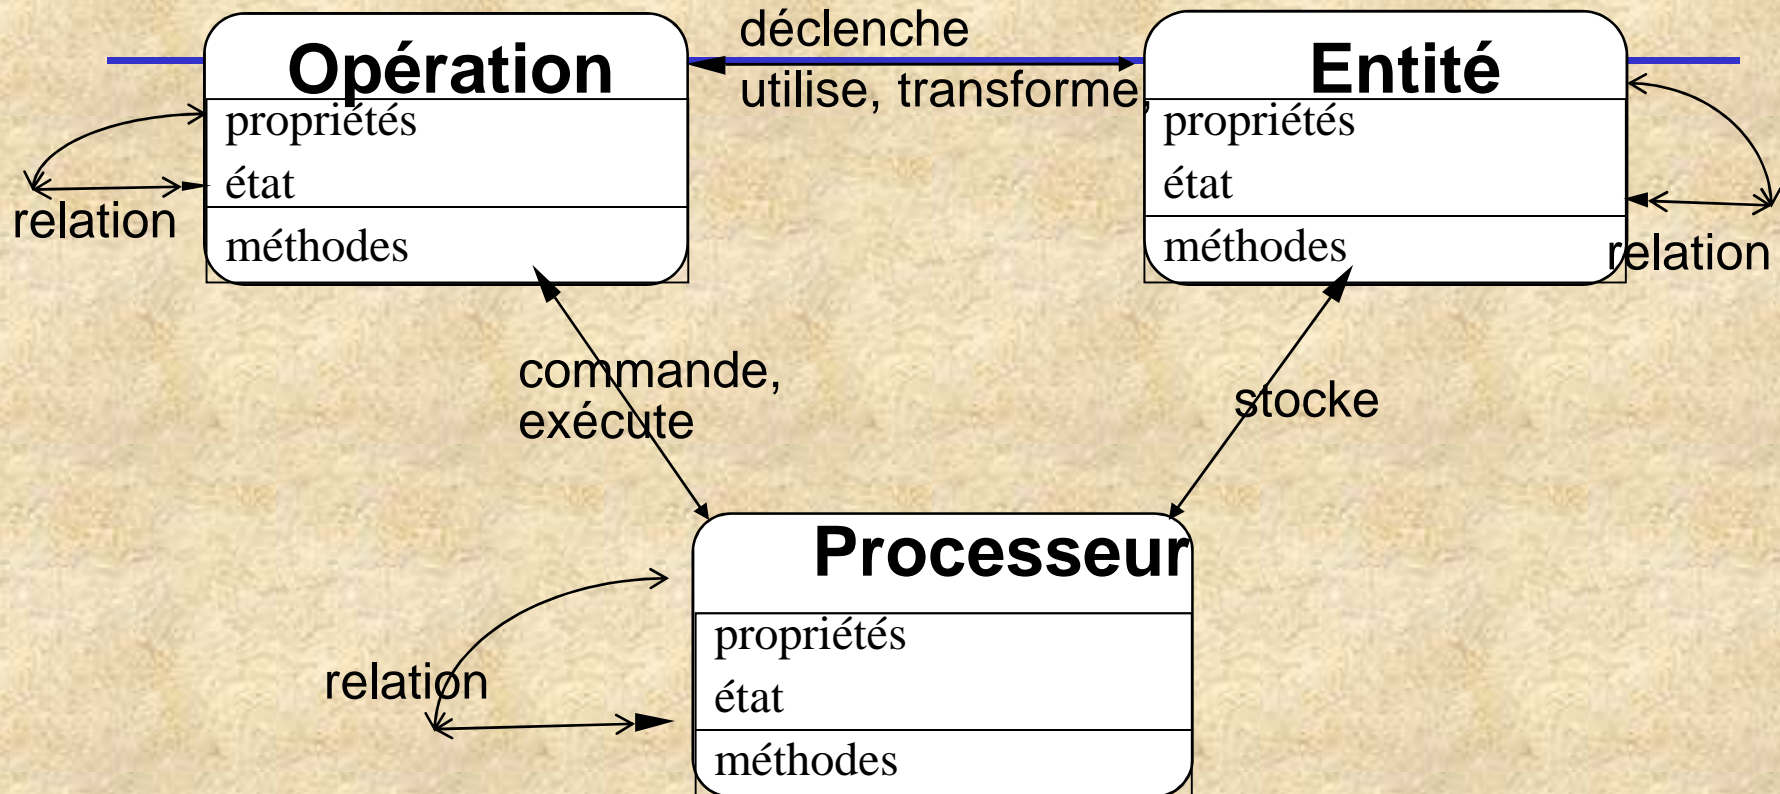 Opération
propriétés
état
méthodes
relation
déclenche
utilise, transforme,
Entité
propriétés
état
méthodes
relation
commande,
exécute
stocke
Processeur
propriétés
état
méthodes
relation